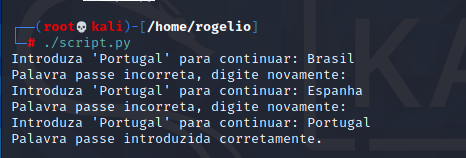 (root💀kali)-[/home/rogelio]
# ./script.py
Introduza 'Portugal' para continuar: Brasil
Palavra passe incorreta, digite novamente:
Introduza 'Portugal' para continuar: Espanha
Palavra passe incorreta, digite novamente:
Introduza 'Portugal' para continuar: Portugal
Palavra passe introduzida corretamente.